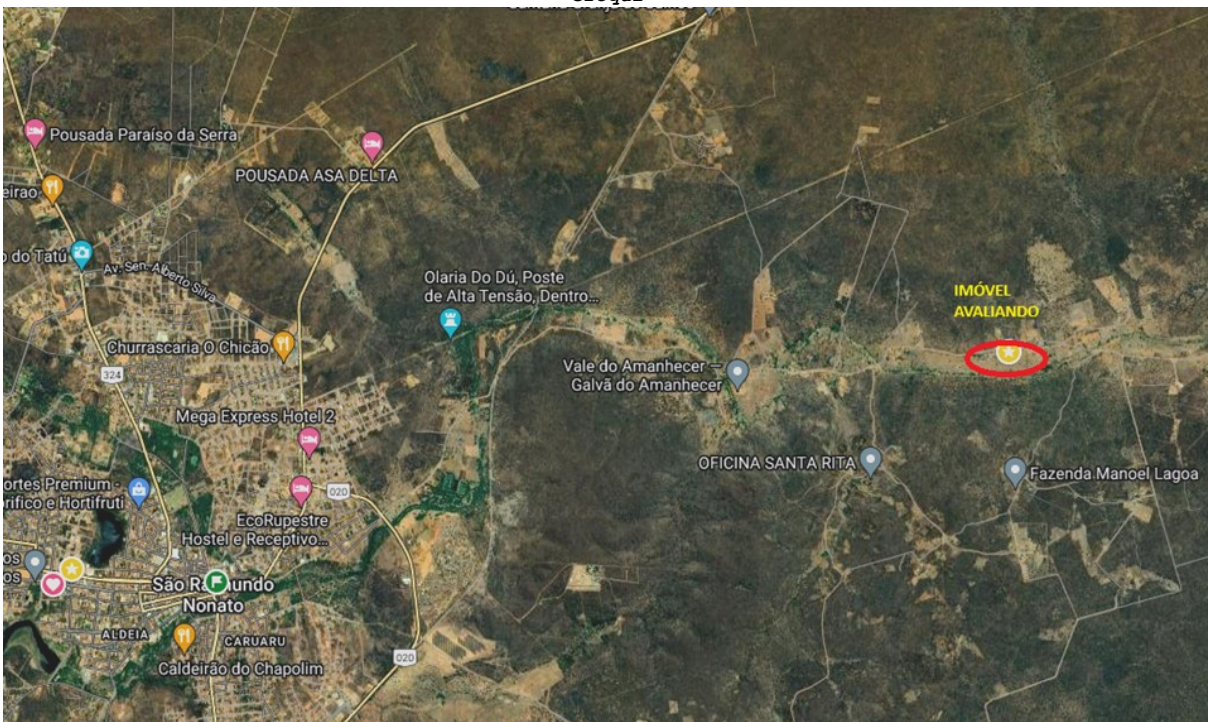 Pousada Paraíso da Serra
POUSADA ASA DELTA
eirao
o do Tatú
Av. Sen. Alberto Silva
Olaria Do Dú, Poste
de Alta Tensão, Dentro...
IMÓVEL
AVALIANDO
Churrascaria O Chicão
324
Vale do Amanhecer –
Galvã do Amanhecer
Mega Express Hotel 2
OFICINA SANTA RITA
Fazenda Manoel Lagoa
ortes Premium -
orifico e Hortifruti
020
EcoRupestre
Hostel e Receptivo...
os
os
São Raimundo
Nonato
ALDEIA
CARUARU
Caldeirão do Chapolim
020